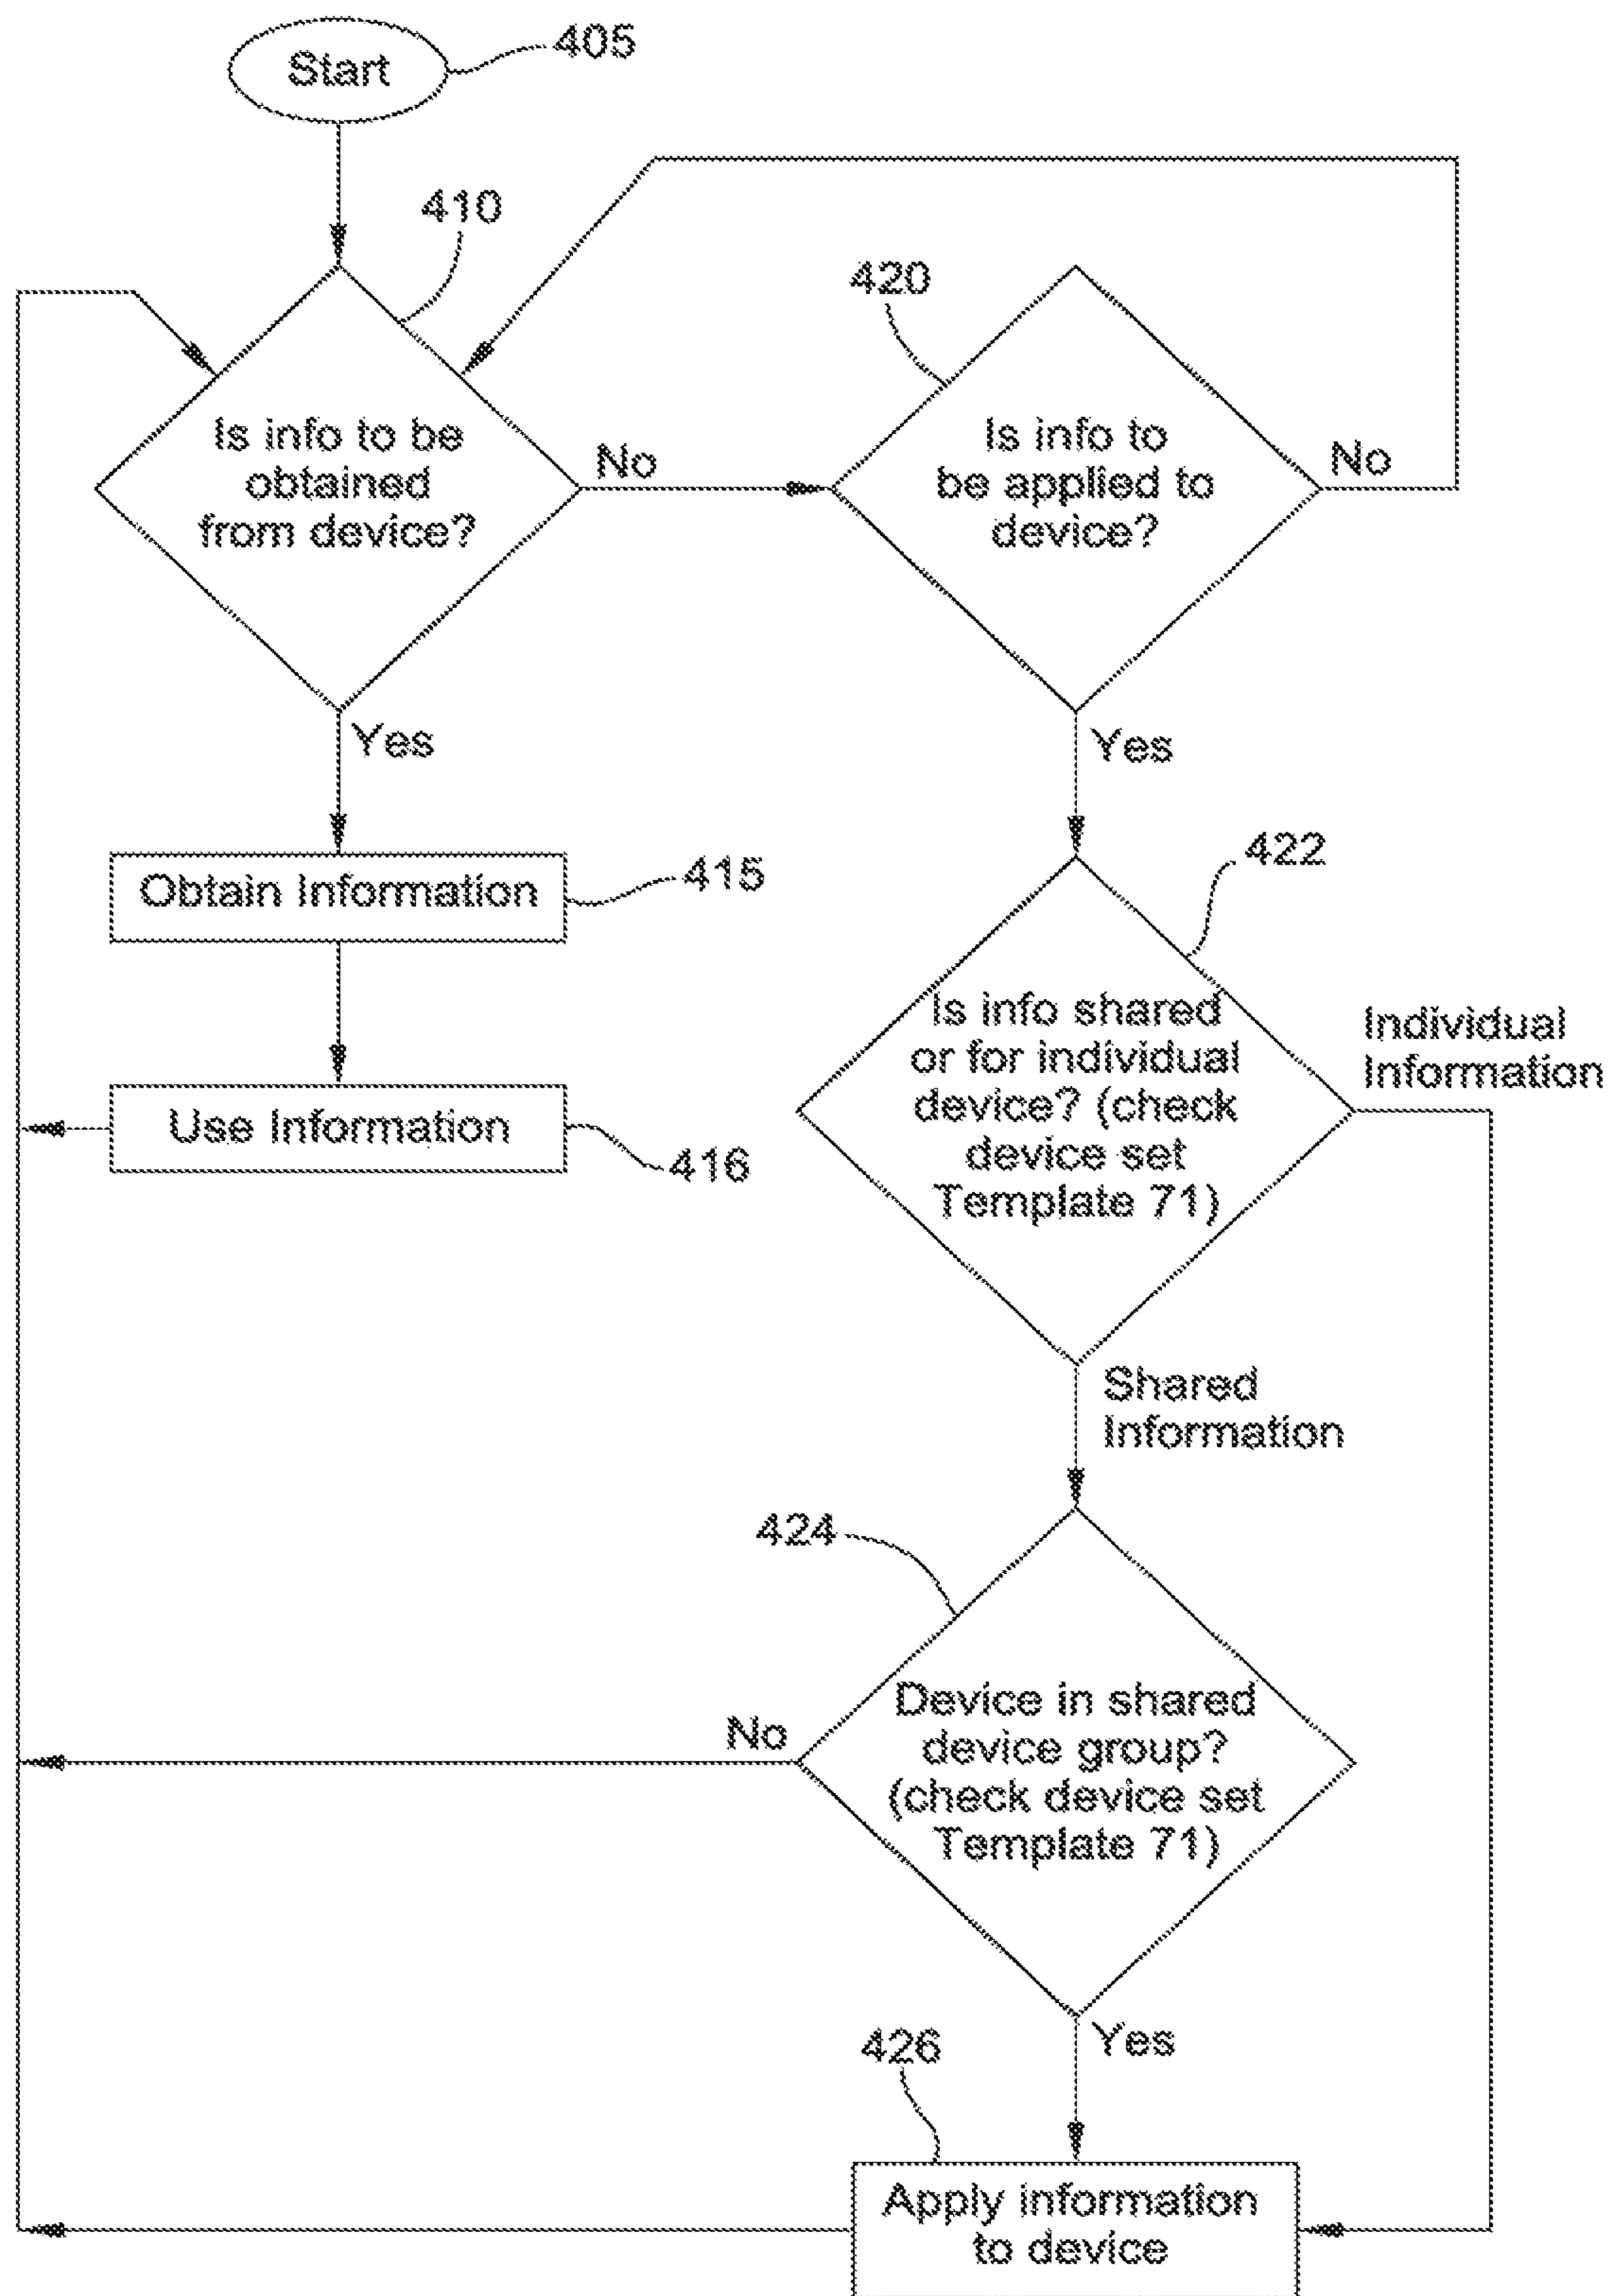 Start
405
410
420
Is info to be
obtained
from device?
No
Is info to
be applied to
device?
No
Yes
Yes
Obtain Information
415
422
Is info shared
or for individual
device? (check
device set
Template 71)
Individual
Information
Use Information
416
Shared
Information
424
Device in shared
device group?
(check device set
Template 71)
No
Yes
426
Apply information
to device